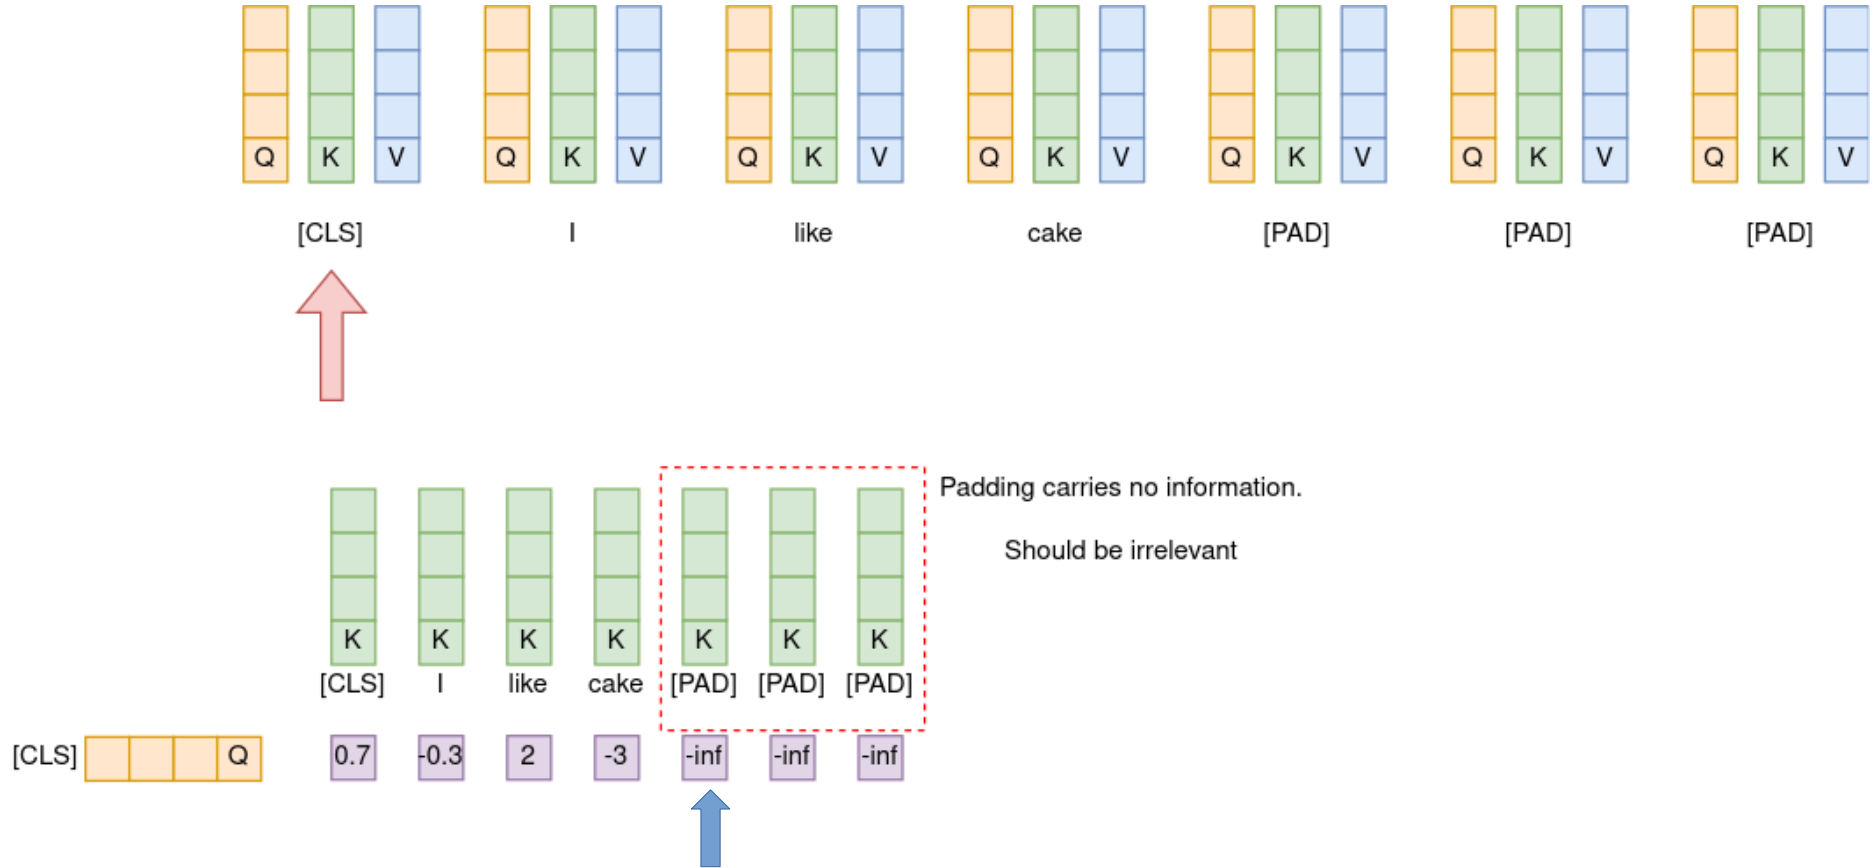 Q K V Q K V Q K V Q K V Q K V Q K V Q K V
[CLS] I like cake [PAD] [PAD] [PAD]
Padding carries no information.
Should be irrelevant
K K K K K K K
[CLS] I like cake [PAD] [PAD] [PAD]
[CLS] Q 0.7 -0.3 2 -3 -inf -inf -inf